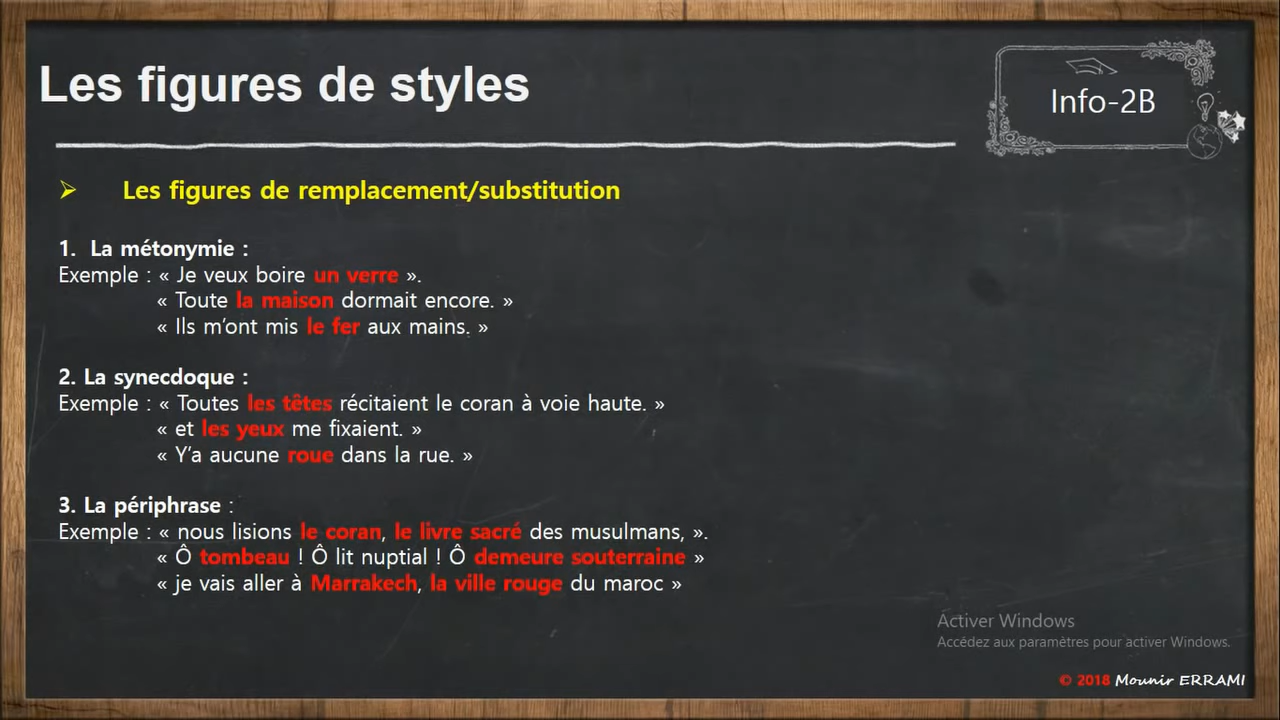 Les figures de styles
Info-2B
➢ Les figures de remplacement/substitution
1. La métonymie :
Exemple : « Je veux boire un verre ».
« Toute la maison dormait encore. »
« Ils m'ont mis le fer aux mains. »
2. La synecdoque :
Exemple : « Toutes les têtes récitaient le coran à voie haute. »
« et les yeux me fixaient. »
« Y'a aucune roue dans la rue. »
3. La périphrase :
Exemple : « nous lisions le coran, le livre sacré des musulmans, ».
« Ô tombeau ! Ô lit nuptial ! Ô demeure souterraine »
« je vais aller à Marrakech, la ville rouge du maroc »
Activer Windows
Accédez aux paramètres pour activer Windows.
© 2018 Mounir ERRAMI